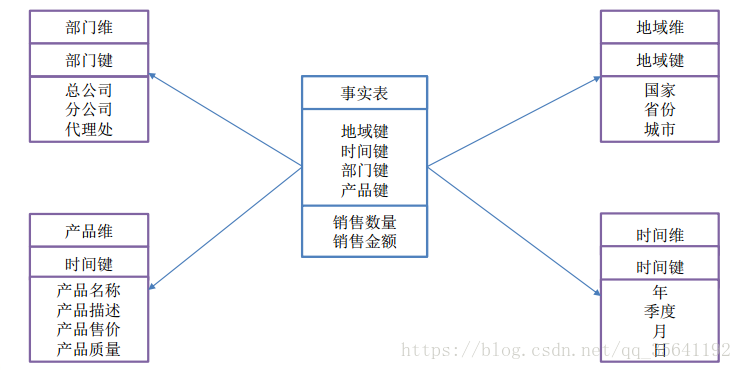 部门维
部门键
总公司
分公司
代理处
事实表
地域键
时间键
部门键
产品键
销售数量
销售金额
地域维
地域键
国家
省份
城市
产品维
时间键
产品名称
产品描述
产品售价
产品质量
时间维
时间键
年
季度
月
日
https://blog.csdn.net/qq_35641192